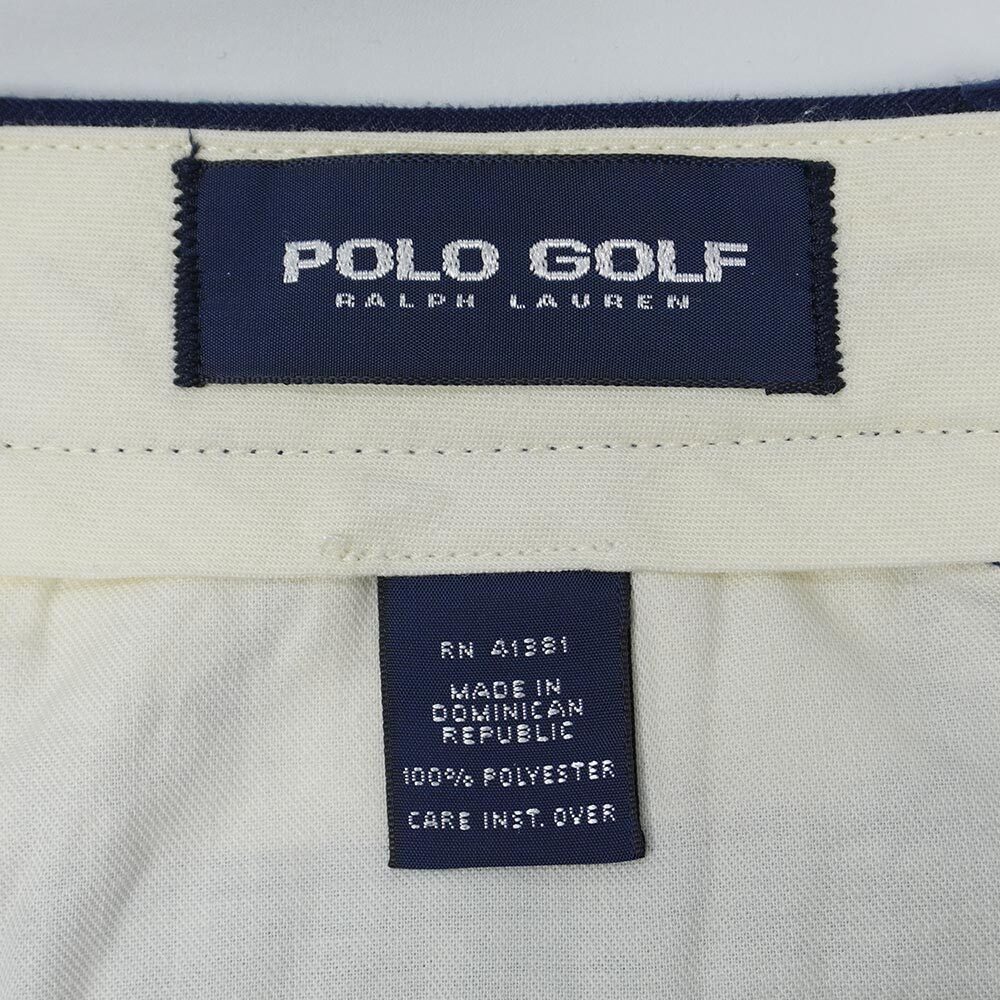 POLO GOLF
RALPH LAUREN
RN 41381
MADE IN
DOMINICAN
REPUBLIC
100% POLYESTER
CARE INST. OVER